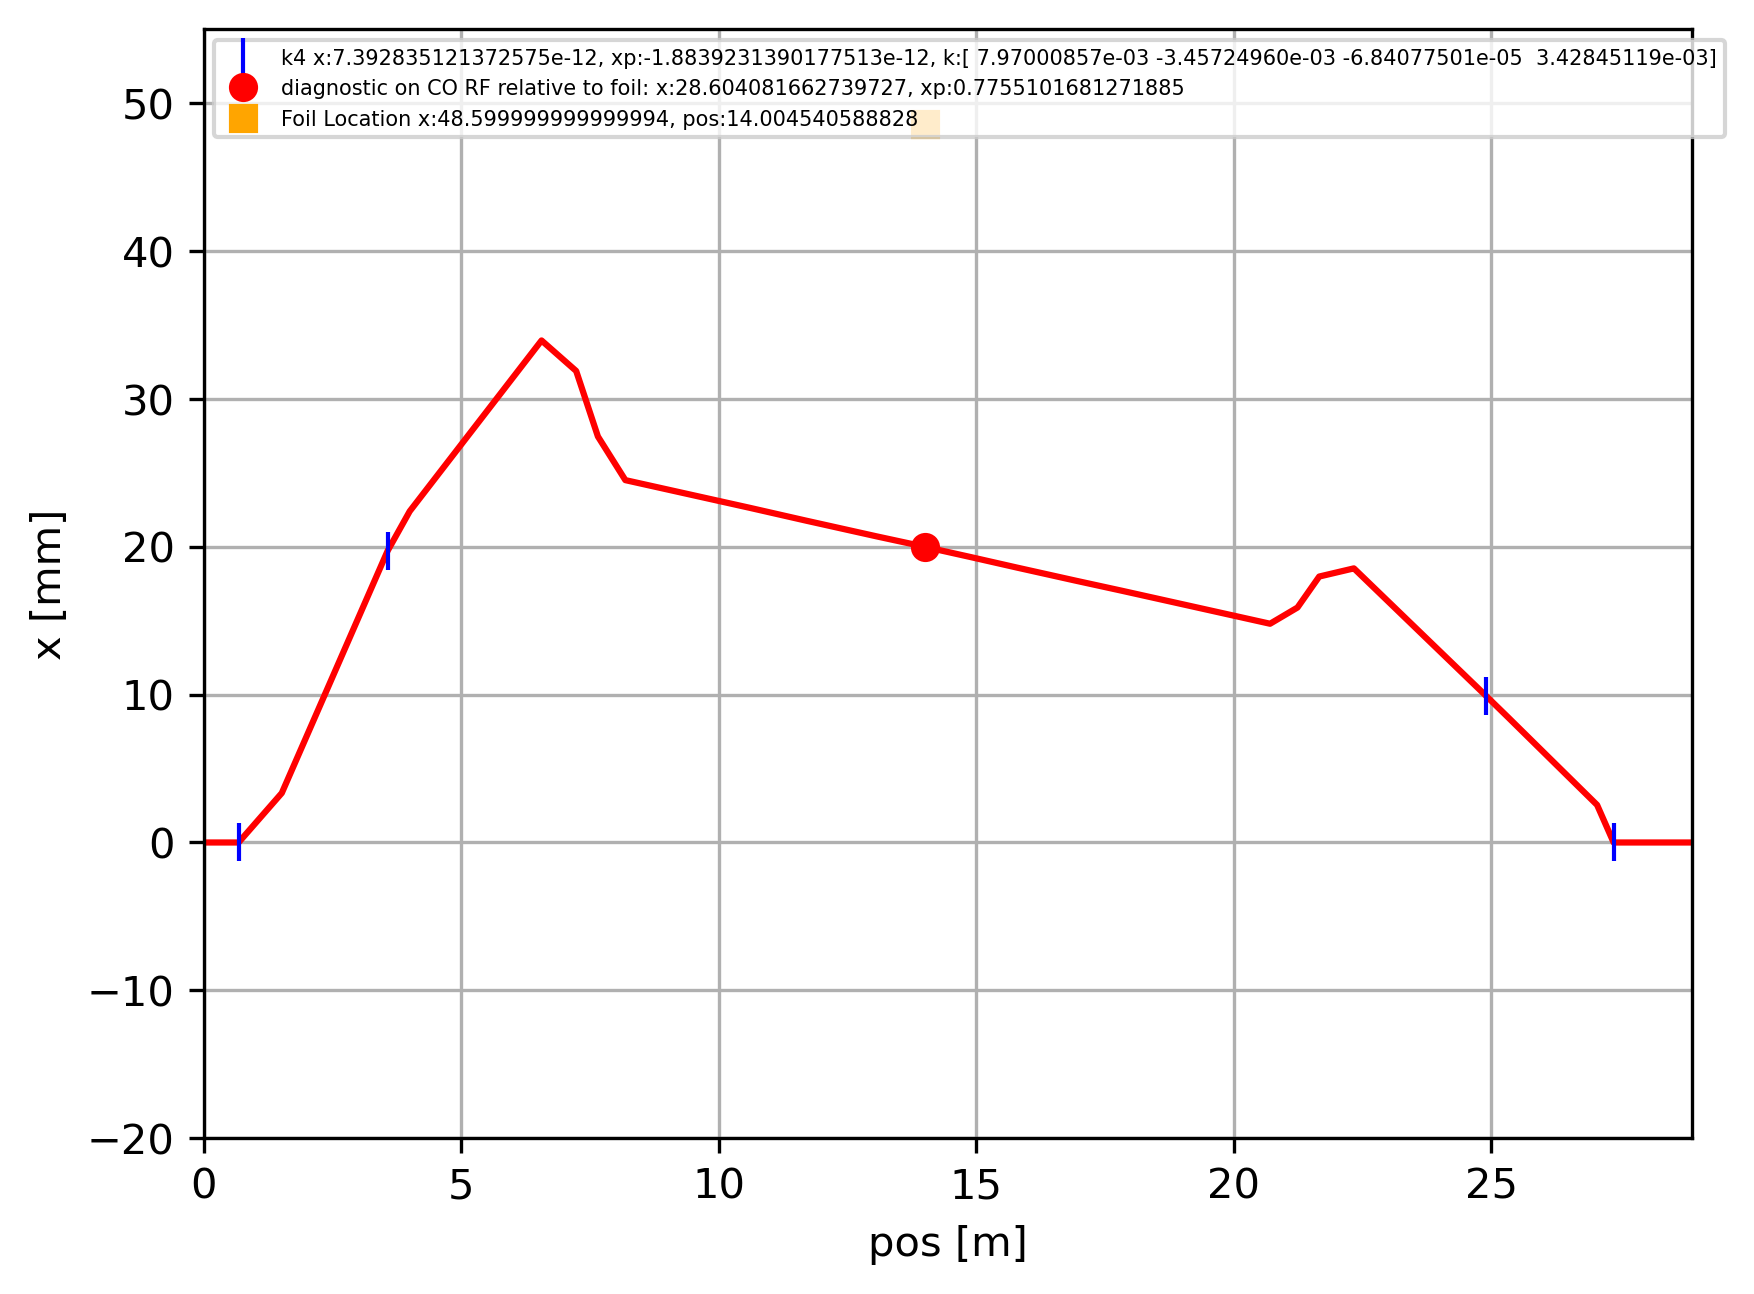 k4 x:7.392835121372575e-12, xp:-1.8839231390177513e-12, k:[ 7.97000857e-03 -3.45724960e-03 -6.84077501e-05  3.42845119e-03]
diagnostic on CO RF relative to foil: x:28.604081662739727, xp:0.7755101681271885
Foil Location x:48.599999999999994, pos:14.004540588828
50
40
30
20
10
0
−10
−20
x [mm]
0 5 10 15 20 25
pos [m]